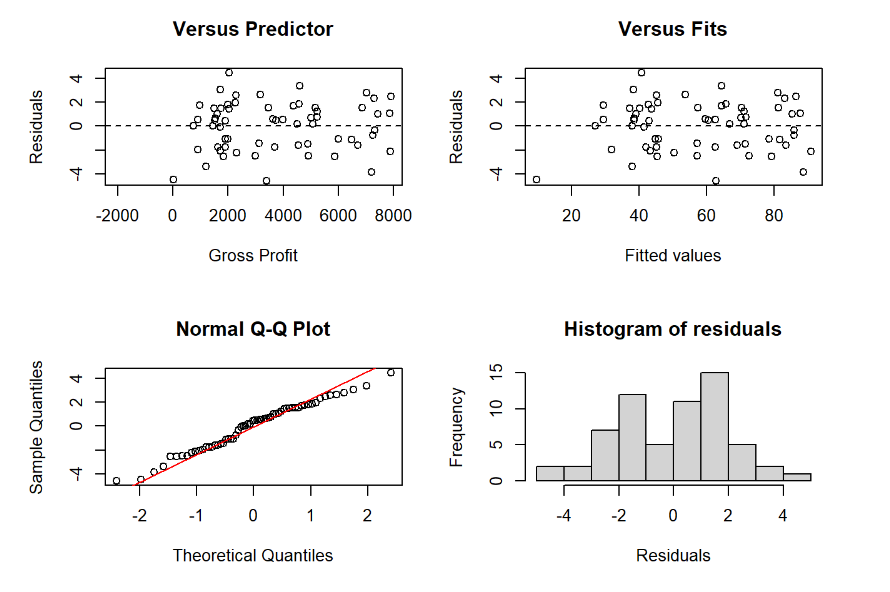 Versus Predictor
Residuals
4
2
0
-4
-2000 0 2000 4000 6000 8000
Gross Profit
Versus Fits
Residuals
4
2
0
-4
20 40 60 80
Fitted values
Normal Q-Q Plot
Sample Quantiles
4
2
0
-4
-2 -1 0 1 2
Theoretical Quantiles
Histogram of residuals
Frequency
15
10
5
0
-4 -2 0 2 4
Residuals